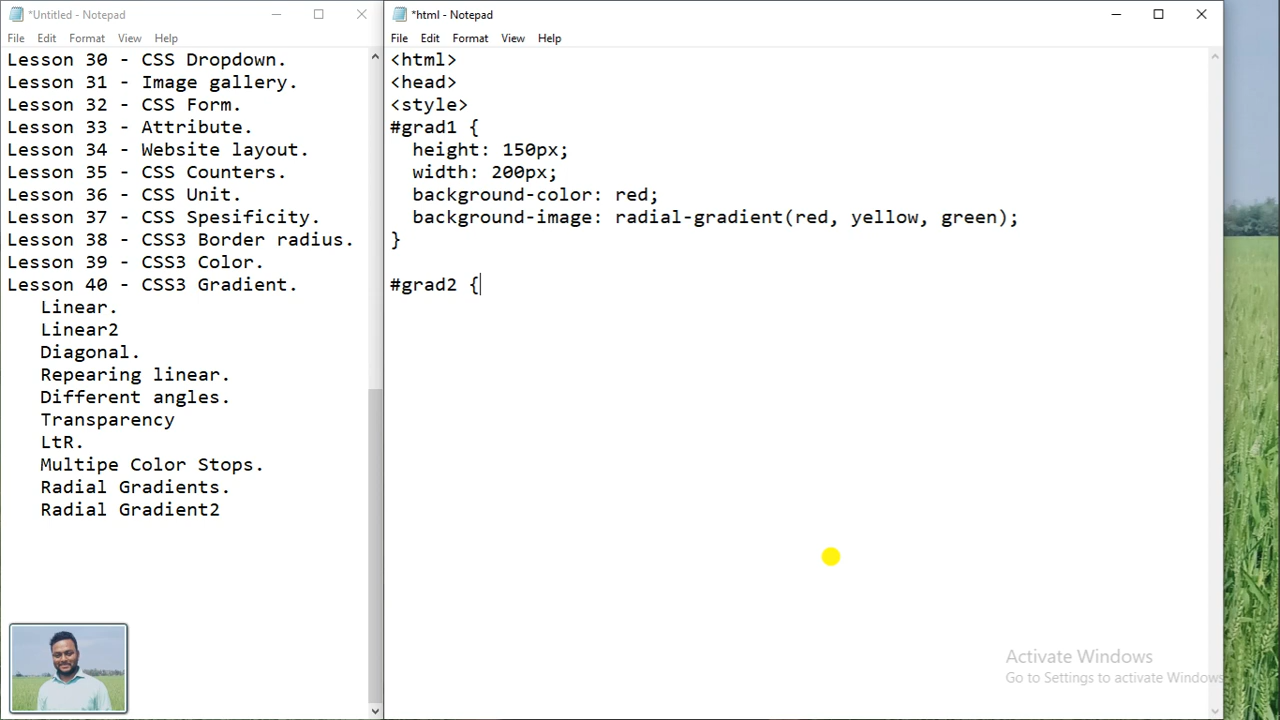 *Untitled - Notepad
File Edit Format View Help
Lesson 30 - CSS Dropdown.
Lesson 31 - Image gallery.
Lesson 32 - CSS Form.
Lesson 33 - Attribute.
Lesson 34 - Website layout.
Lesson 35 - CSS Counters.
Lesson 36 - CSS Unit.
Lesson 37 - CSS Spesificity.
Lesson 38 - CSS3 Border radius.
Lesson 39 - CSS3 Color.
Lesson 40 - CSS3 Gradient.
Linear.
Linear2
Diagonal.
Repearing linear.
Different angles.
Transparency
LtR.
Multipe Color Stops.
Radial Gradients.
Radial Gradient2
*html - Notepad
File Edit Format View Help
<html>
<head>
<style>
#grad1 {
  height: 150px;
  width: 200px;
  background-color: red;
  background-image: radial-gradient(red, yellow, green);
}
#grad2 {
Activate Windows
Go to Settings to activate Windows